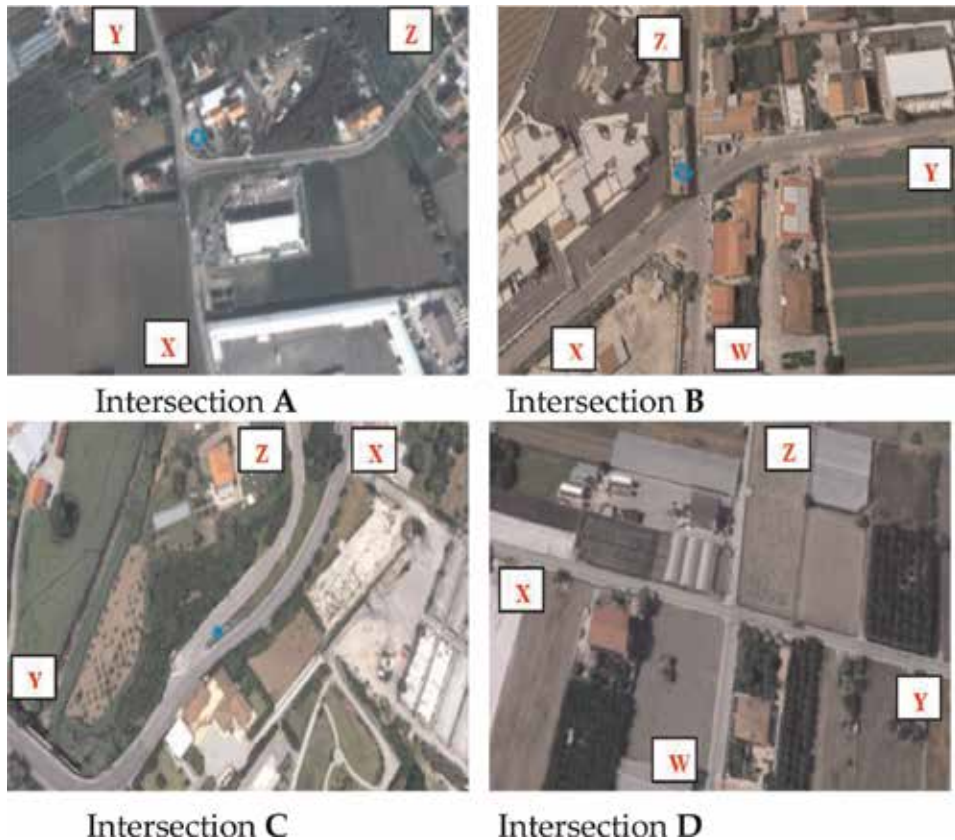 Y
Z
X
Intersection A
Z
Y
X
W
Intersection B
Z
X
Y
Intersection C
Z
X
Y
W
Intersection D